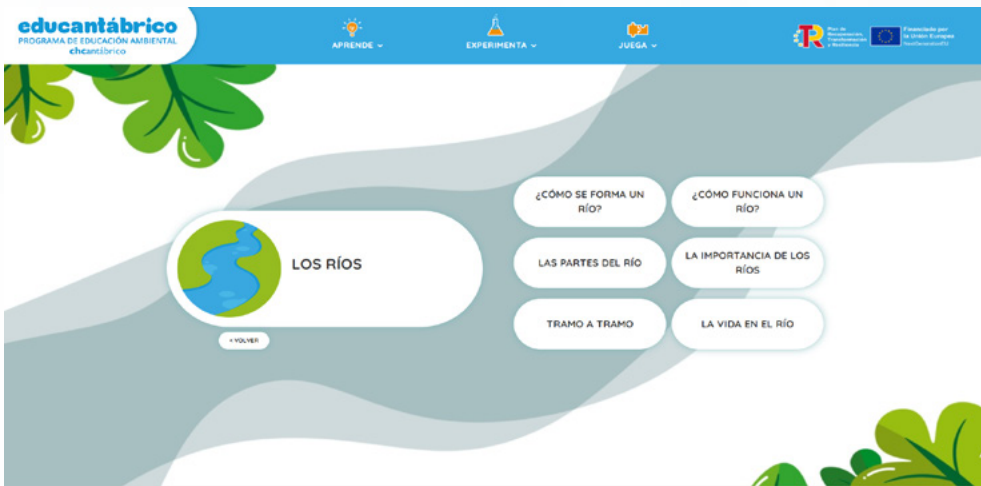 educantábrico
PROGRAMA DE EDUCACIÓN AMBIENTAL
chcantábrico
APRENDE
EXPERIMENTA
JUEGA
Plan de
Recuperación,
Transformación
y Resiliencia
Financiado por
la Unión Europea
NextGenerationEU
¿CÓMO SE FORMA UN
RÍO?
¿CÓMO FUNCIONA UN
RÍO?
LOS RÍOS
LAS PARTES DEL RÍO
LA IMPORTANCIA DE LOS
RÍOS
TRAMO A TRAMO
LA VIDA EN EL RÍO
< VOLVER